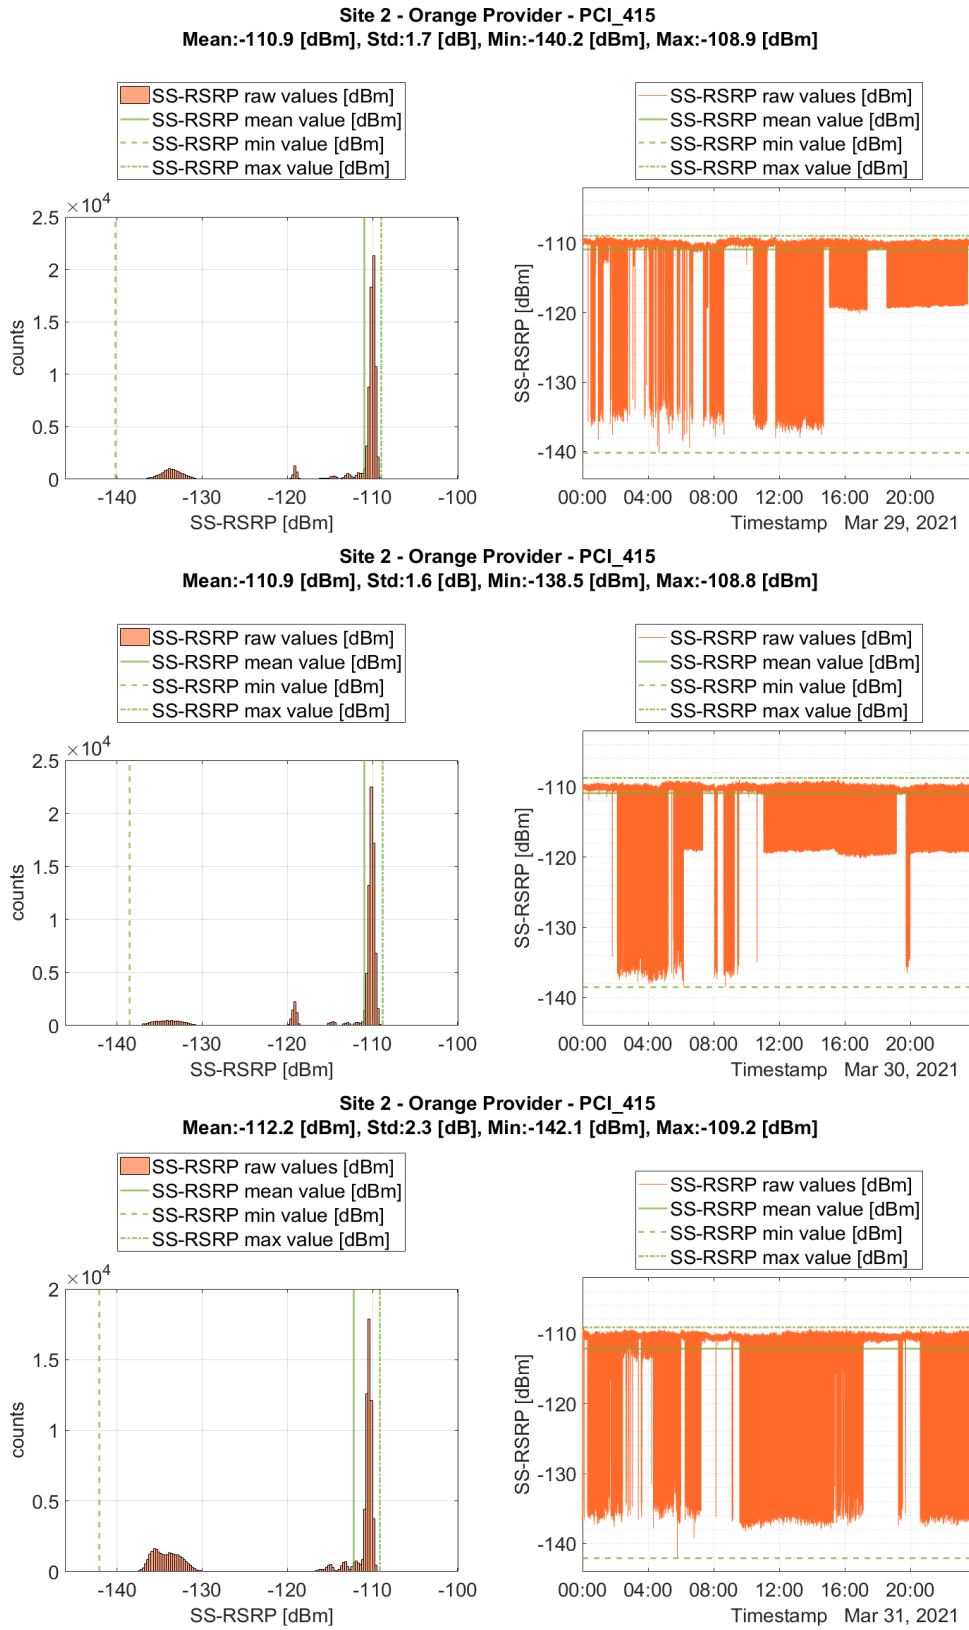 Site 2 - Orange Provider - PCI_415
Mean:-110.9 [dBm], Std:1.7 [dB], Min:-140.2 [dBm], Max:-108.9 [dBm]
SS-RSRP raw values [dBm]
SS-RSRP mean value [dBm]
SS-RSRP min value [dBm]
SS-RSRP max value [dBm]
×10^4
2.5
2
1.5
1
0.5
0
counts
-140 -130 -120 -110 -100
SS-RSRP [dBm]
SS-RSRP raw values [dBm]
SS-RSRP mean value [dBm]
SS-RSRP min value [dBm]
SS-RSRP max value [dBm]
-110
-120
-130
-140
SS-RSRP [dBm]
00:00 04:00 08:00 12:00 16:00 20:00
Timestamp Mar 29, 2021
Site 2 - Orange Provider - PCI_415
Mean:-110.9 [dBm], Std:1.6 [dB], Min:-138.5 [dBm], Max:-108.8 [dBm]
SS-RSRP raw values [dBm]
SS-RSRP mean value [dBm]
SS-RSRP min value [dBm]
SS-RSRP max value [dBm]
×10^4
2.5
2
1.5
1
0.5
0
counts
-140 -130 -120 -110 -100
SS-RSRP [dBm]
SS-RSRP raw values [dBm]
SS-RSRP mean value [dBm]
SS-RSRP min value [dBm]
SS-RSRP max value [dBm]
-110
-120
-130
-140
SS-RSRP [dBm]
00:00 04:00 08:00 12:00 16:00 20:00
Timestamp Mar 30, 2021
Site 2 - Orange Provider - PCI_415
Mean:-112.2 [dBm], Std:2.3 [dB], Min:-142.1 [dBm], Max:-109.2 [dBm]
SS-RSRP raw values [dBm]
SS-RSRP mean value [dBm]
SS-RSRP min value [dBm]
SS-RSRP max value [dBm]
×10^4
2
1.5
1
0.5
0
counts
-140 -130 -120 -110 -100
SS-RSRP [dBm]
SS-RSRP raw values [dBm]
SS-RSRP mean value [dBm]
SS-RSRP min value [dBm]
SS-RSRP max value [dBm]
-110
-120
-130
-140
SS-RSRP [dBm]
00:00 04:00 08:00 12:00 16:00 20:00
Timestamp Mar 31, 2021